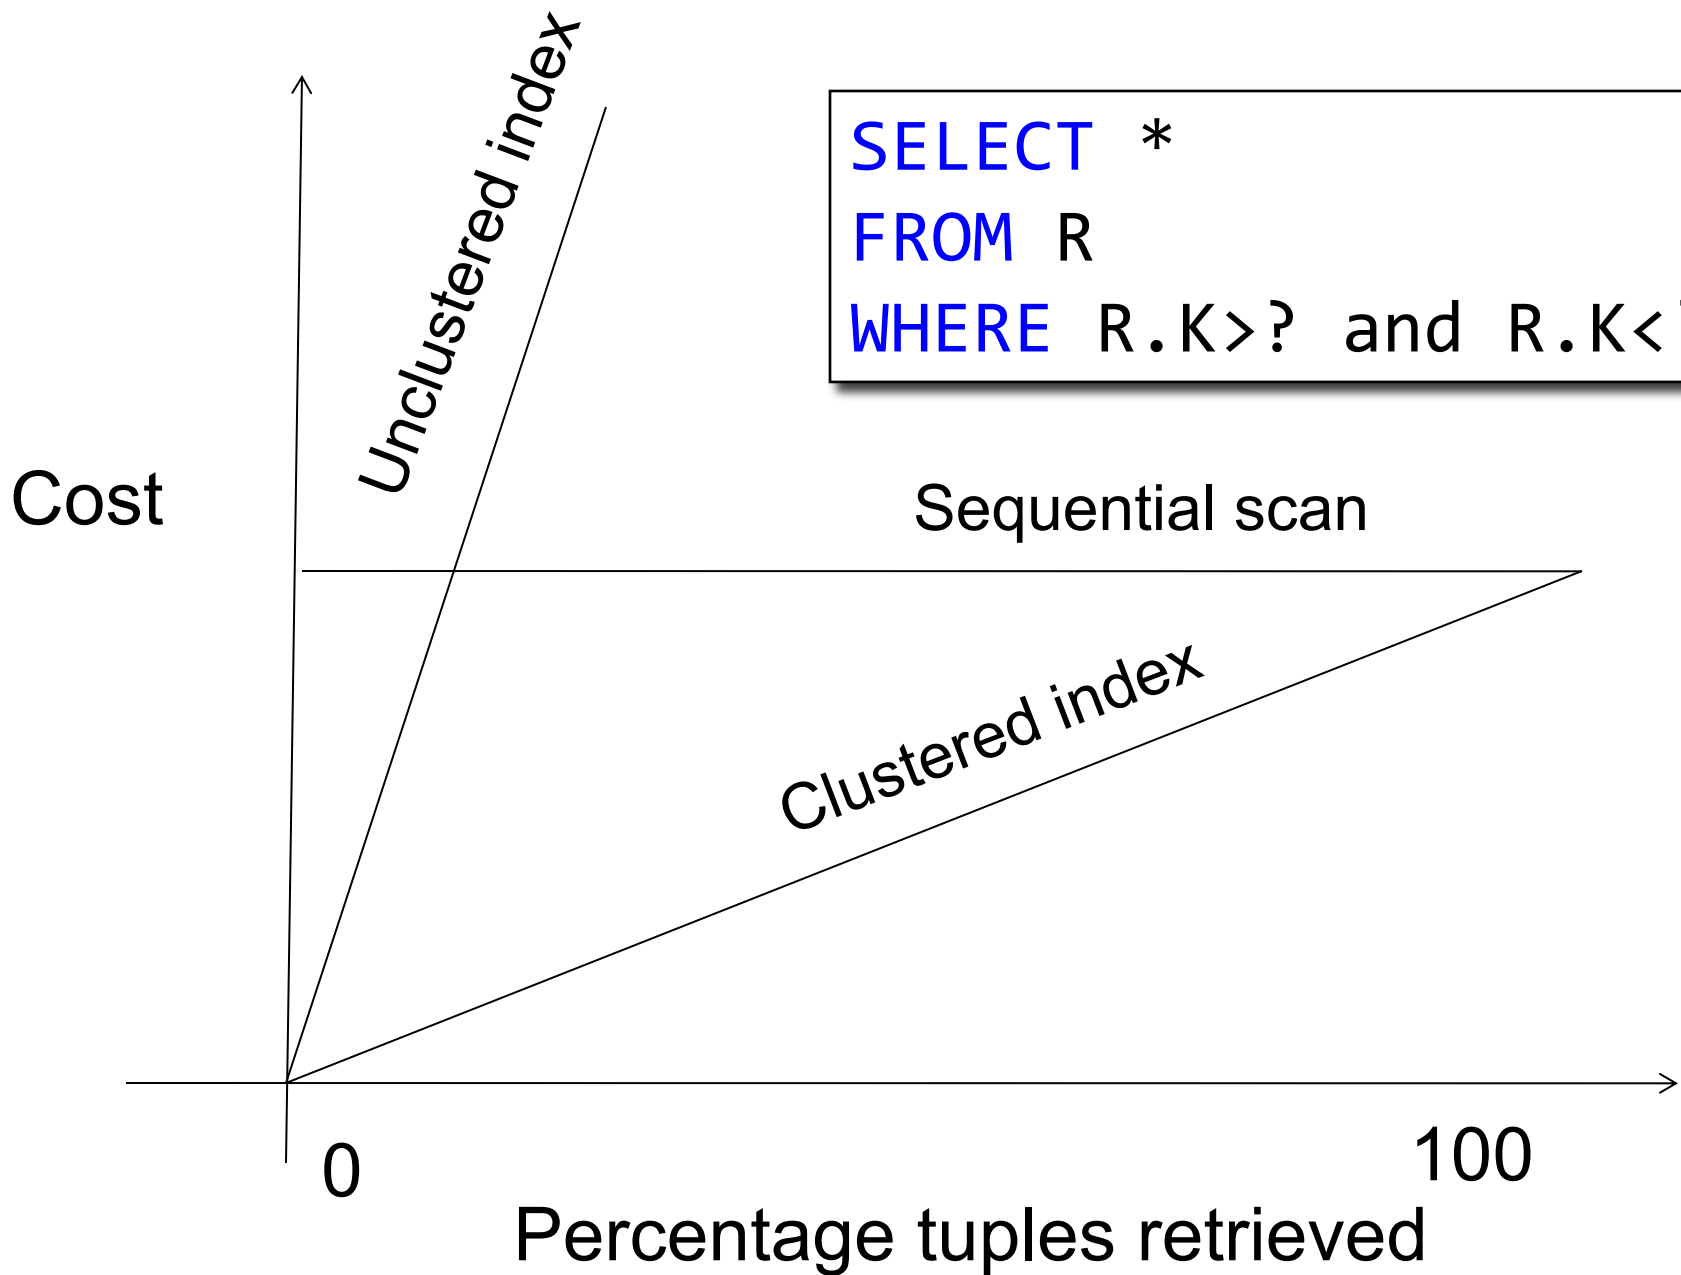 Unclustered index
SELECT *
FROM R
WHERE R.K>? and R.K<
Cost
Sequential scan
Clustered index
0
100
Percentage tuples retrieved